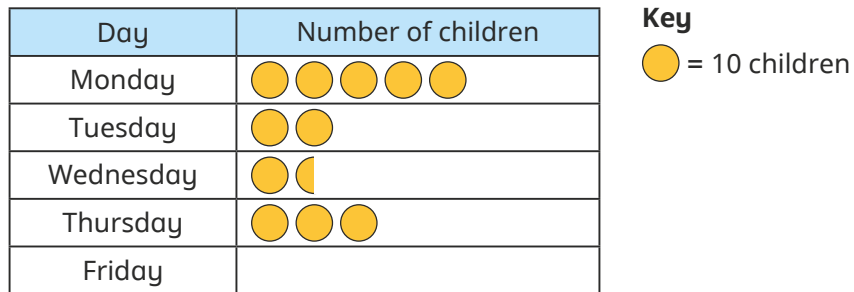 Day Number of children
Monday
Tuesday
Wednesday
Thursday
Friday
Key
= 10 children